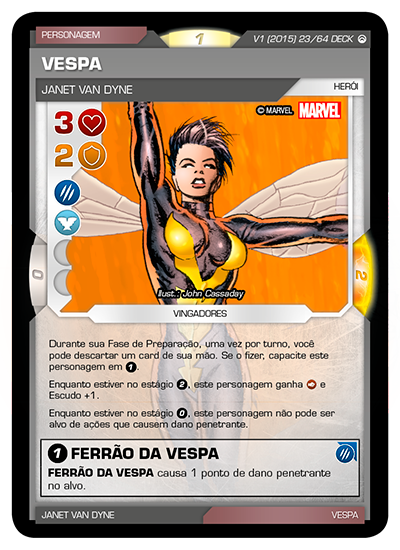 PERSONAGEM
1
V1 (2015) 23/64 DECK
VESPA
JANET VAN DYNE
HERÓI
© MARVEL MARVEL
3
2
Ilust.: John Cassaday
0
2
VINGADORES
Durante sua Fase de Preparação, uma vez por turno, você
pode descartar um card de sua mão. Se o fizer, capacite este
personagem em 1.
Enquanto estiver no estágio 2, este personagem ganha e
Escudo +1.
Enquanto estiver no estágio 0, este personagem não pode ser
alvo de ações que causem dano penetrante.
1 FERRÃO DA VESPA
FERRÃO DA VESPA causa 1 ponto de dano penetrante
no alvo.
JANET VAN DYNE
VESPA